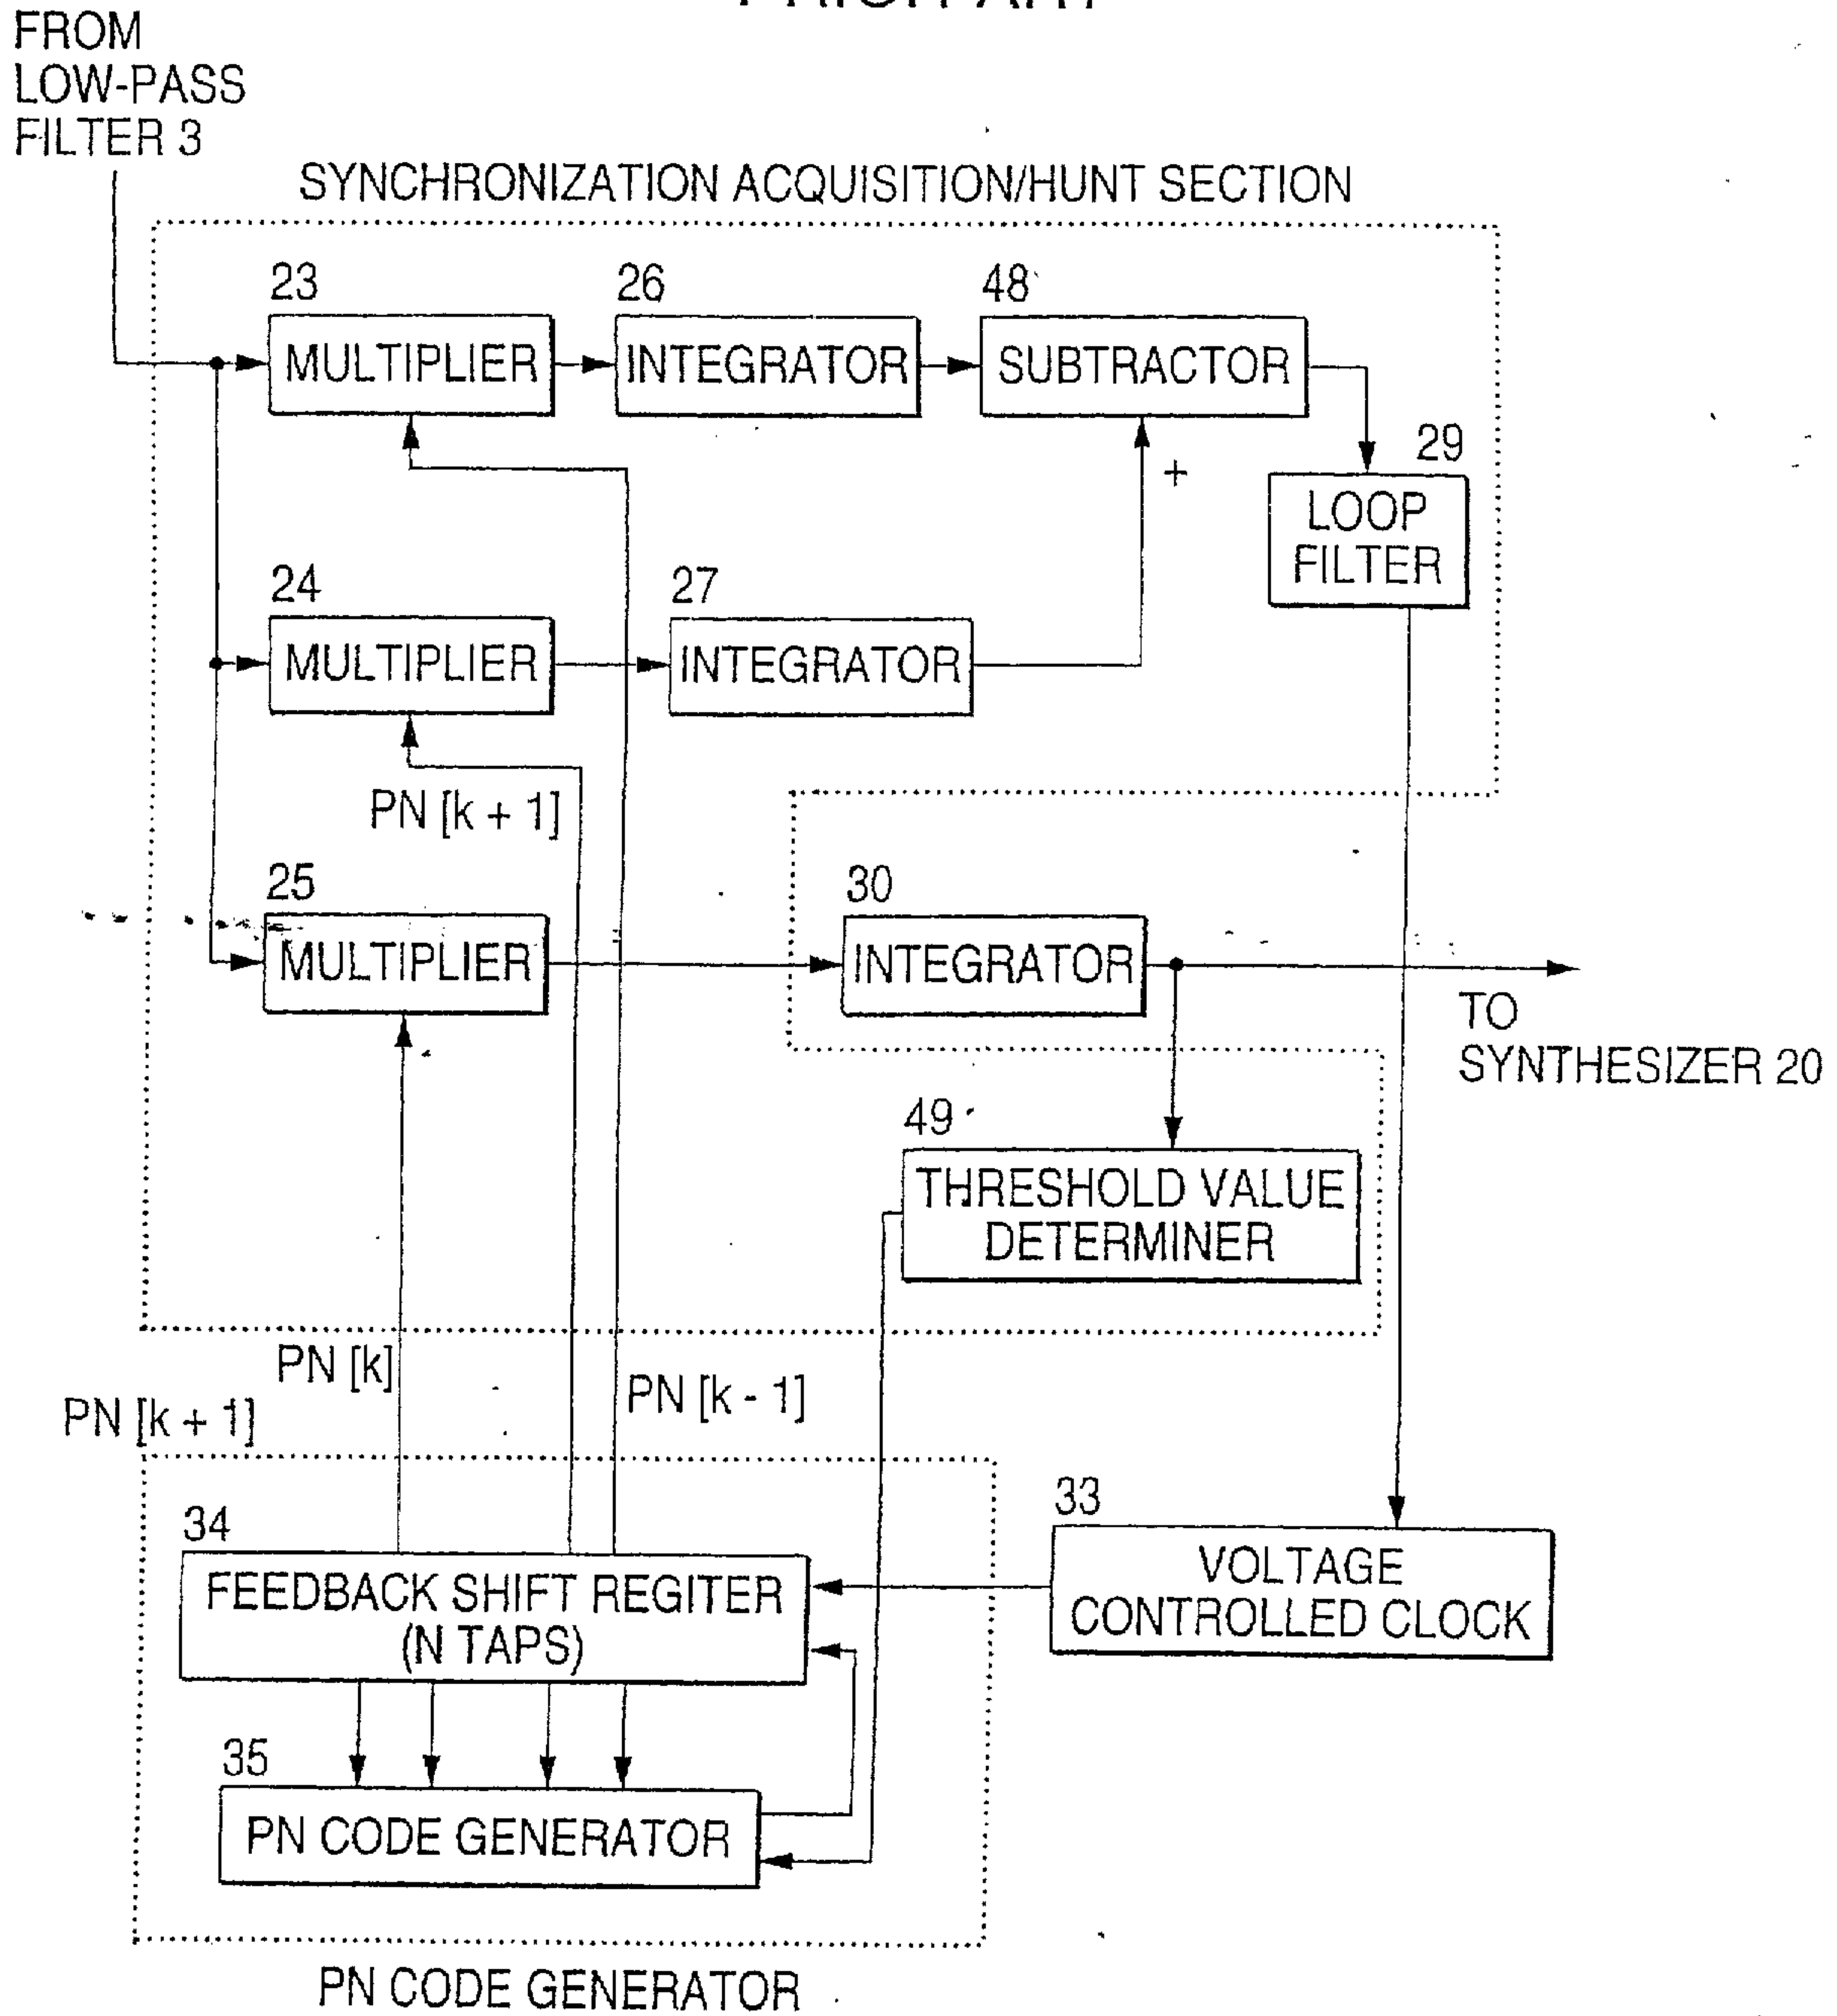 FROM
LOW-PASS
FILTER 3
SYNCHRONIZATION ACQUISITION/HUNT SECTION
23
26
48
MULTIPLIER
INTEGRATOR
SUBTRACTOR
29
+
LOOP
FILTER
24
27
MULTIPLIER
INTEGRATOR
PN [k + 1]
25
30
MULTIPLIER
INTEGRATOR
TO
SYNTHESIZER 20
49
THRESHOLD VALUE
DETERMINER
PN [k]
PN [k - 1]
PN [k + 1]
34
33
FEEDBACK SHIFT REGITER
(N TAPS)
VOLTAGE
CONTROLLED CLOCK
35
PN CODE GENERATOR
PN CODE GENERATOR